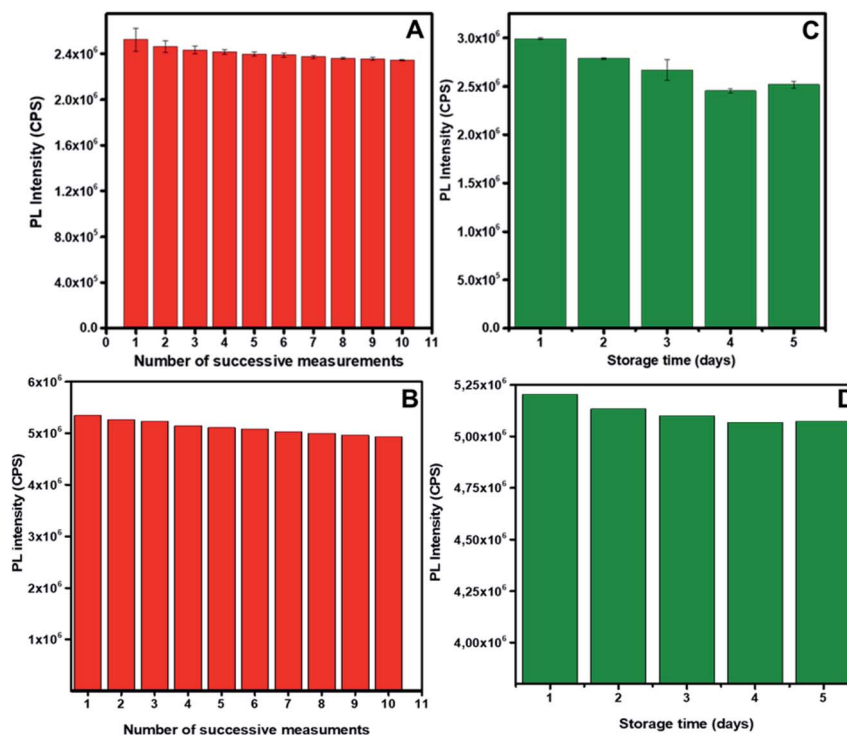 A
PL Intensity (CPS)
2.4x10⁶
2.0x10⁶
1.6x10⁶
1.2x10⁶
8.0x10⁵
4.0x10⁵
0.0
0 1 2 3 4 5 6 7 8 9 10 11
Number of successive measurements
C
PL Intensity (CPS)
3.0x10⁶
2.5x10⁶
2.0x10⁶
1.5x10⁶
1.0x10⁶
5.0x10⁵
0.0
1 2 3 4 5
Storage time (days)
B
PL intensity (CPS)
6x10⁶
5x10⁶
4x10⁶
3x10⁶
2x10⁶
1x10⁶
1 2 3 4 5 6 7 8 9 10 11
Number of successive measuments
D
PL Intensity (CPS)
5,25x10⁶
5,00x10⁶
4,75x10⁶
4,50x10⁶
4,25x10⁶
4,00x10⁶
1 2 3 4 5
Storage time (days)